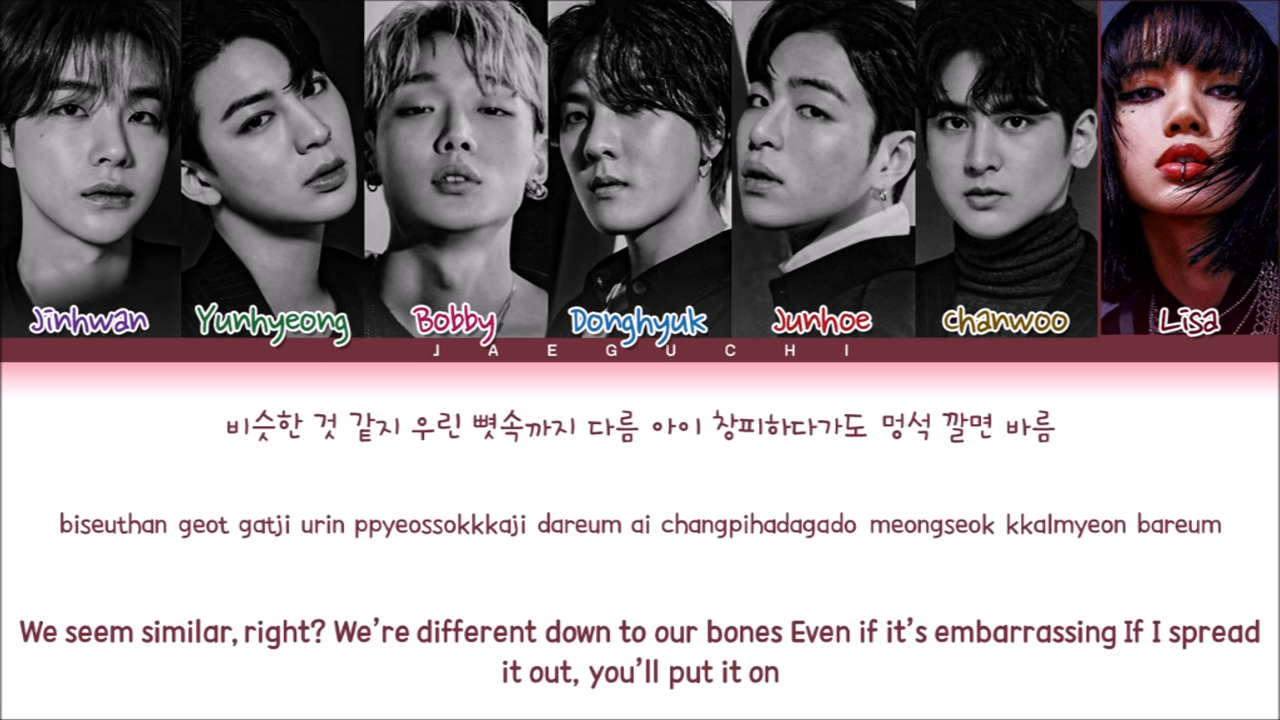 Jinhwan Yunhyeong Bobby Donghyuk Junhoe Chanwoo Lisa
JAEGUCHI
비슷한 것 같지 우린 뼛속까지 다름 아이 창피하다가도 멍석 깔면 바름
biseuthan geot gatji urin ppyeossokkkaji dareum ai changpihadagado meongseok kkalmyeon bareum
We seem similar, right? We're different down to our bones Even if it's embarrassing If I spread
it out, you'll put it on